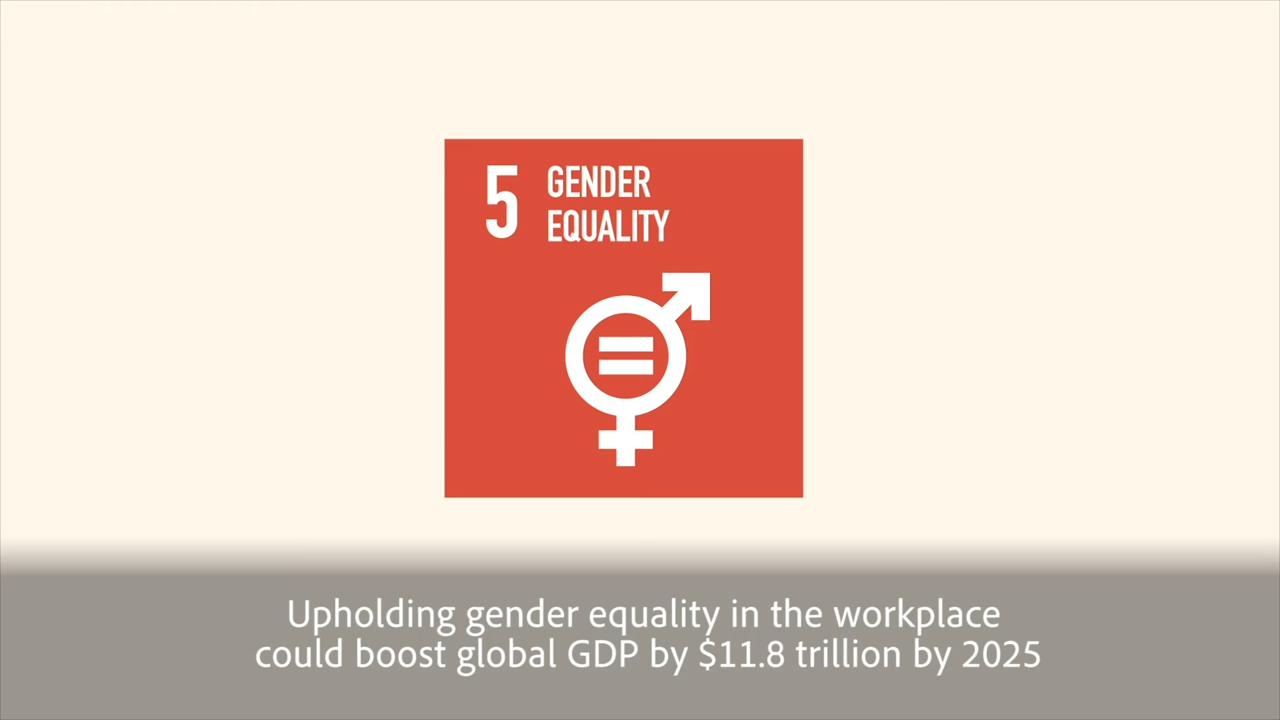 5 GENDER
EQUALITY
Upholding gender equality in the workplace
could boost global GDP by $11.8 trillion by 2025